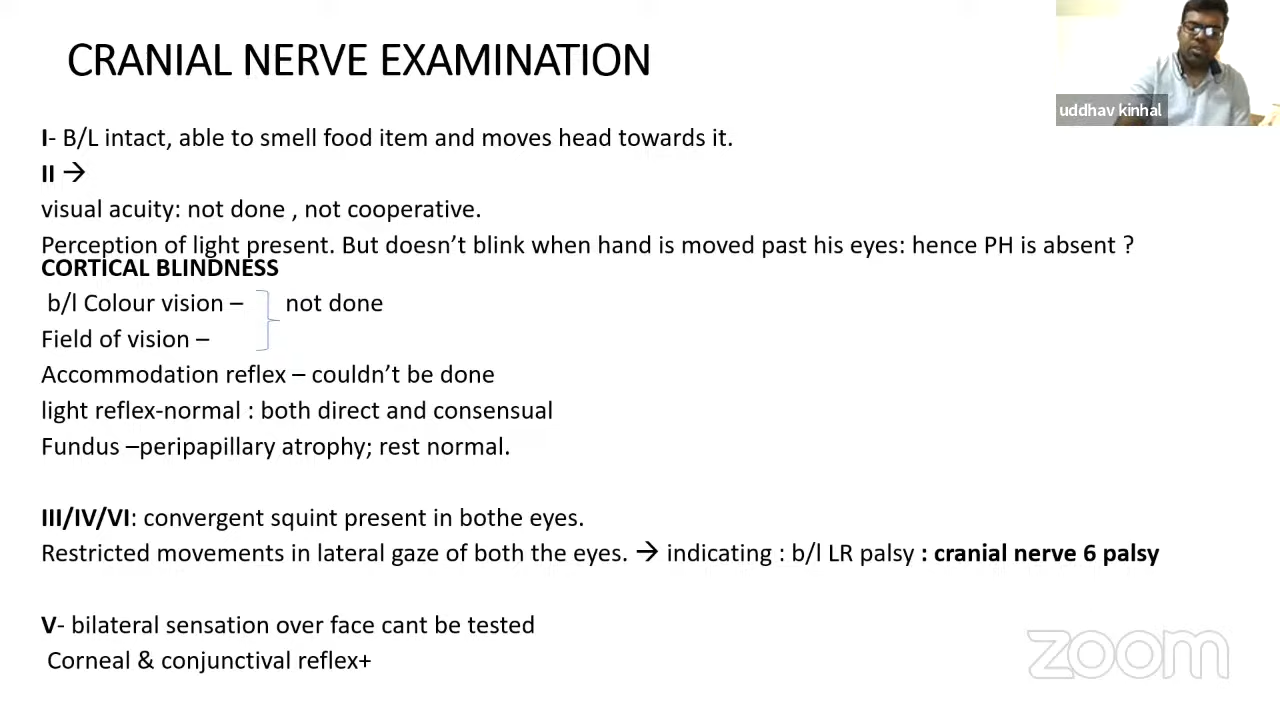 CRANIAL NERVE EXAMINATION
uddhav kinhal
I- B/L intact, able to smell food item and moves head towards it.
II →
visual acuity: not done , not cooperative.
Perception of light present. But doesn’t blink when hand is moved past his eyes: hence PH is absent ?
CORTICAL BLINDNESS
b/l Colour vision – not done
Field of vision –
Accommodation reflex – couldn’t be done
light reflex-normal : both direct and consensual
Fundus –peripapillary atrophy; rest normal.
III/IV/VI: convergent squint present in bothe eyes.
Restricted movements in lateral gaze of both the eyes. → indicating : b/l LR palsy : cranial nerve 6 palsy
V- bilateral sensation over face cant be tested
Corneal & conjunctival reflex+
zoom